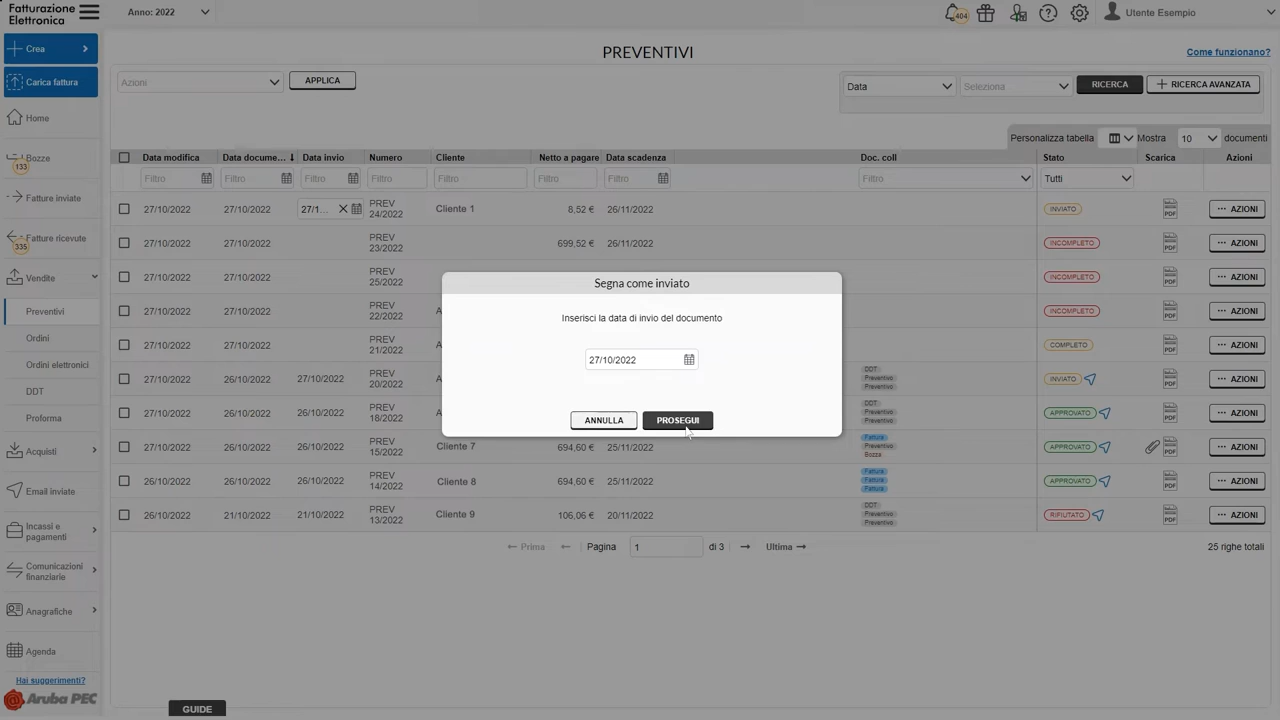 Fatturazione
Elettronica
Anno: 2022
404
Utente Esempio
Crea
Carica fattura
Home
Bozze
133
Fatture inviate
Fatture ricevute
335
Vendite
Preventivi
Ordini
Ordini elettronici
DDT
Proforma
Acquisti
Email inviate
Incassi e
pagamenti
Comunicazioni
finanziarie
Anagrafiche
Agenda
Hai suggerimenti?
Aruba PEC
PREVENTIVI
Come funzionano?
Azioni
APPLICA
Data
Seleziona
RICERCA
RICERCA AVANZATA
Personalizza tabella
Mostra
10
documenti
Data modifica Data docume... Data invio Numero Cliente Netto a pagare Data scadenza Doc. coll Stato Scarica Azioni
Filtro Filtro Filtro Filtro Filtro Filtro Filtro Filtro Tutti
27/10/2022 27/10/2022 27/1... PREV 24/2022 Cliente 1 8,52 € 26/11/2022 INVIATO PDF ··· AZIONI
27/10/2022 27/10/2022 PREV 23/2022 699,52 € 26/11/2022 INCOMPLETO PDF ··· AZIONI
27/10/2022 27/10/2022 PREV 25/2022 INCOMPLETO PDF ··· AZIONI
27/10/2022 27/10/2022 PREV 22/2022 A INCOMPLETO PDF ··· AZIONI
27/10/2022 27/10/2022 PREV 21/2022 A COMPLETO PDF ··· AZIONI
27/10/2022 26/10/2022 27/10/2022 PREV 20/2022 A DDT Preventivo Preventivo INVIATO PDF ··· AZIONI
27/10/2022 26/10/2022 26/10/2022 PREV 18/2022 A DDT Preventivo Preventivo APPROVATO PDF ··· AZIONI
27/10/2022 26/10/2022 26/10/2022 PREV 15/2022 Cliente 7 694,60 € 25/11/2022 Fattura Preventivo Bozza APPROVATO PDF ··· AZIONI
26/10/2022 26/10/2022 26/10/2022 PREV 14/2022 Cliente 8 694,60 € 25/11/2022 Fattura Fattura Fattura APPROVATO PDF ··· AZIONI
26/10/2022 21/10/2022 21/10/2022 PREV 13/2022 Cliente 9 106,06 € 20/11/2022 DDT Preventivo Preventivo RIFIUTATO PDF ··· AZIONI
Segna come inviato
Inserisci la data di invio del documento
27/10/2022
ANNULLA
PROSEGUI
Prima
Pagina
1
di 3
Ultima
25 righe totali
GUIDE